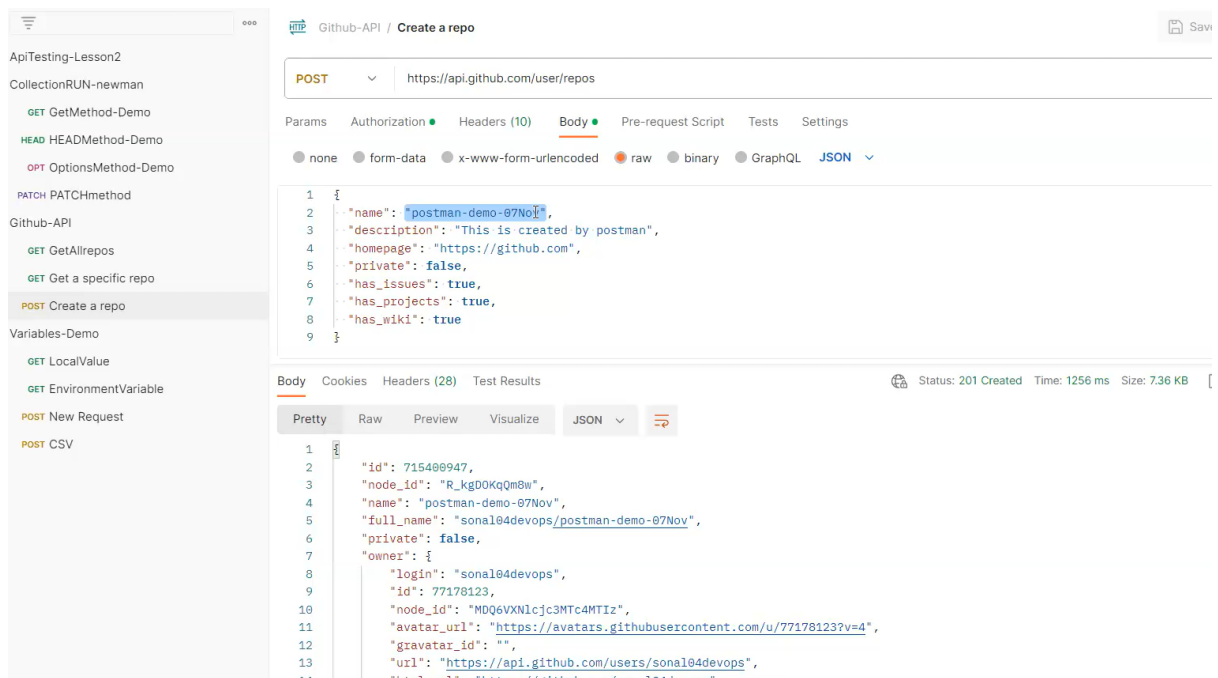 ooo
ApiTesting-Lesson2
CollectionRUN-newman
GET GetMethod-Demo
HEAD HEADMethod-Demo
OPT OptionsMethod-Demo
PATCH PATCHmethod
Github-API
GET GetAllrepos
GET Get a specific repo
POST Create a repo
Variables-Demo
GET LocalValue
GET EnvironmentVariable
POST New Request
POST CSV
HTTP Github-API / Create a repo
Save
POST https://api.github.com/user/repos
Params Authorization Headers (10) Body Pre-request Script Tests Settings
none form-data x-www-form-urlencoded raw binary GraphQL JSON
1 {
2 "name": "postman-demo-07Nov",
3 "description": "This is created by postman",
4 "homepage": "https://github.com",
5 "private": false,
6 "has_issues": true,
7 "has_projects": true,
8 "has_wiki": true
9 }
Body Cookies Headers (28) Test Results Status: 201 Created Time: 1256 ms Size: 7.36 KB
Pretty Raw Preview Visualize JSON
1 {
2 "id": 715400947,
3 "node_id": "R_kgDOKqQm8w",
4 "name": "postman-demo-07Nov",
5 "full_name": "sonal04devops/postman-demo-07Nov",
6 "private": false,
7 "owner": {
8 "login": "sonal04devops",
9 "id": 77178123,
10 "node_id": "MDQ6VXNlcjc3MTc4MTIz",
11 "avatar_url": "https://avatars.githubusercontent.com/u/77178123?v=4",
12 "gravatar_id": "",
13 "url": "https://api.github.com/users/sonal04devops",